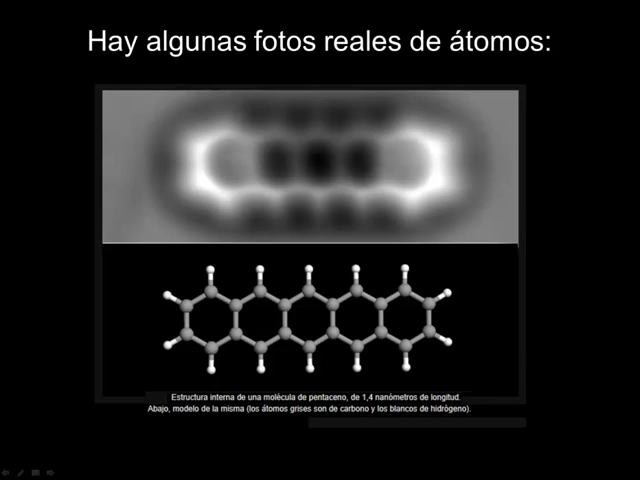 Hay algunas fotos reales de átomos:
Estructura interna de una molécula de pentaceno, de 1,4 nanómetros de longitud.
Abajo, modelo de la misma (los átomos grises son de carbono y los blancos de hidrógeno).